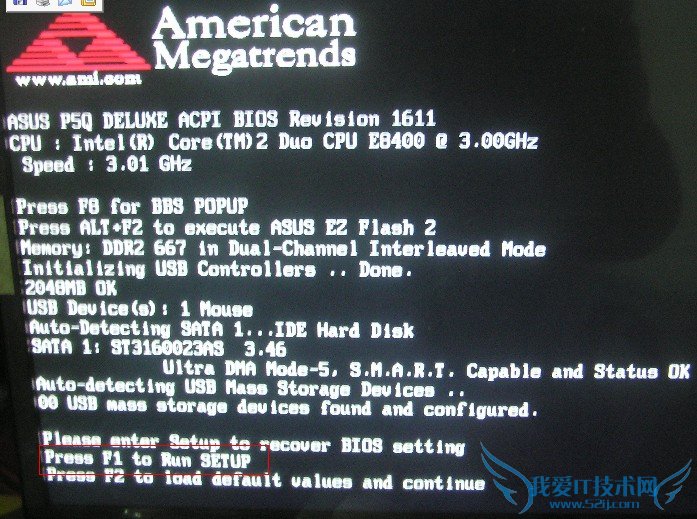 American
Megatrends
www.ami.com
ASUS P5Q DELUXE ACPI BIOS Revision 1611
CPU : Intel(R) Core(TM)2 Duo CPU E8400 @ 3.00GHz
Speed : 3.01 GHz
Press F8 for BBS POPUP
Press ALT+F2 to execute ASUS EZ Flash 2
Memory: DDR2 667 in Dual-Channel Interleaved Mode
Initializing USB Controllers .. Done.
2048MB OK
USB Device(s): 1 Mouse
Auto-Detecting SATA 1...IDE Hard Disk
SATA 1: ST3160023AS 3.46
Ultra DMA Mode-5, S.M.A.R.T. Capable and Status OK
Auto-detecting USB Mass Storage Devices ..
00 USB mass storage devices found and configured.
Please enter Setup to recover BIOS setting
Press F1 to Run SETUP
Press F2 to load default values and continue
我爱IT技术网
www.52ij.com